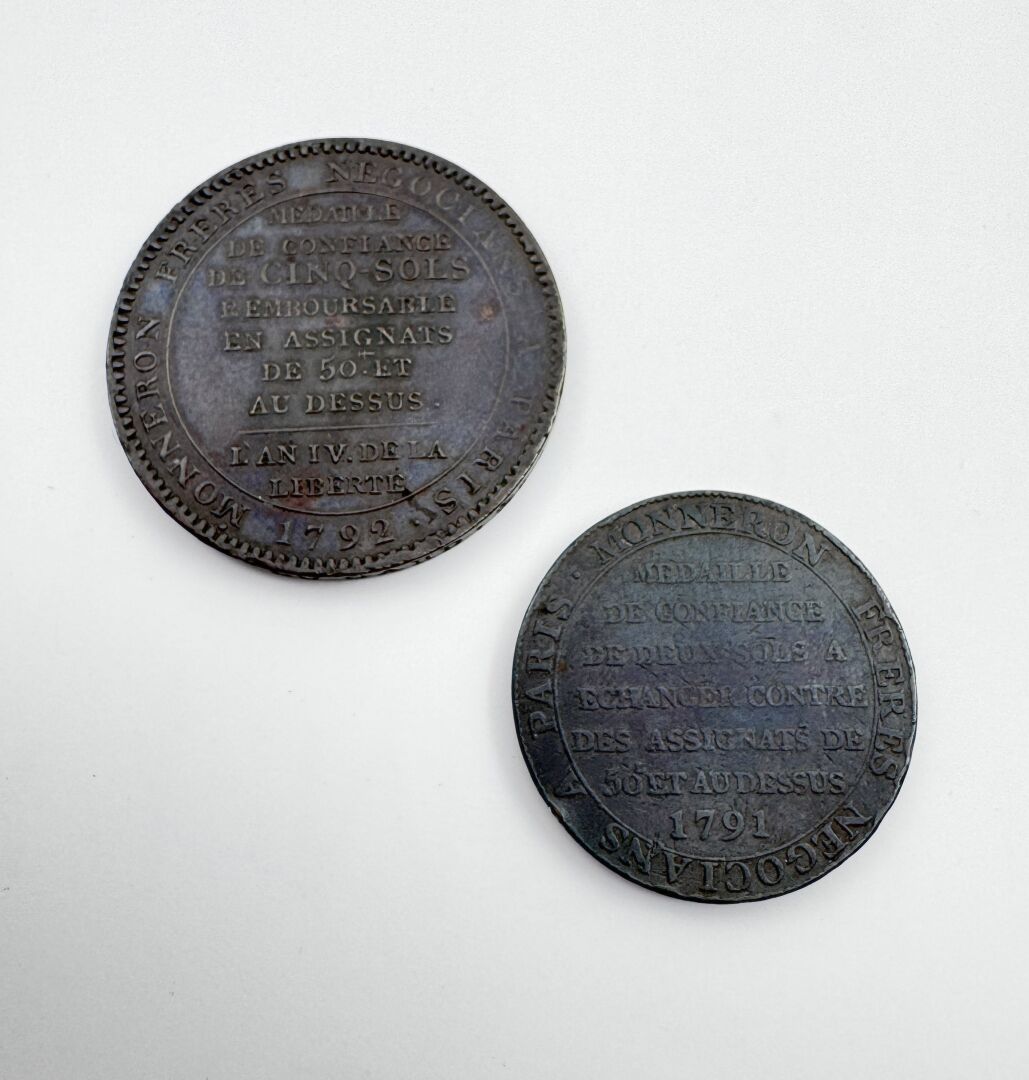 MONNERON FRERES NEGOCIANS A PARIS
MEDAILLE
DE CONFIANCE
DE CINQ-SOLS
REMBOURSABLE
EN ASSIGNATS
DE 50.ᵗᵗ ET
AU DESSUS.
L'AN IV. DE LA
LIBERTÉ
1792.
MONNERON FRERES NEGOCIANS A PARIS.
MEDAILLE
DE CONFIANCE
DE DEUX-SOLS A
ECHANGER CONTRE
DES ASSIGNATS DE
50 ET AU DESSUS
1791